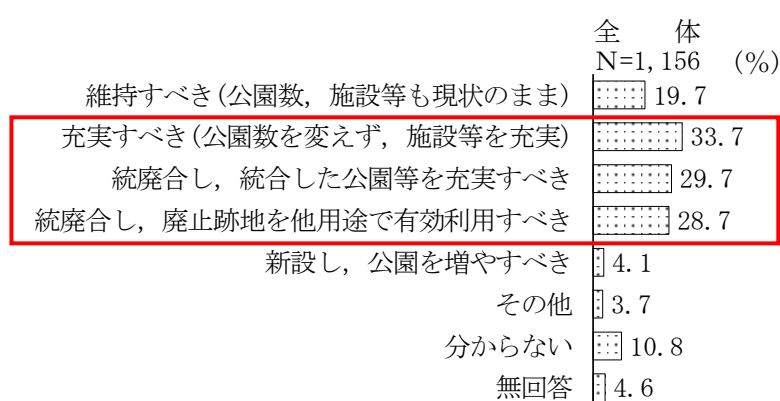 全　体
N=1,156 (%)
維持すべき(公園数，施設等も現状のまま) 19.7
充実すべき(公園数を変えず，施設等を充実) 33.7
統廃合し，統合した公園等を充実すべき 29.7
統廃合し，廃止跡地を他用途で有効利用すべき 28.7
新設し，公園を増やすべき 4.1
その他 3.7
分からない 10.8
無回答 4.6